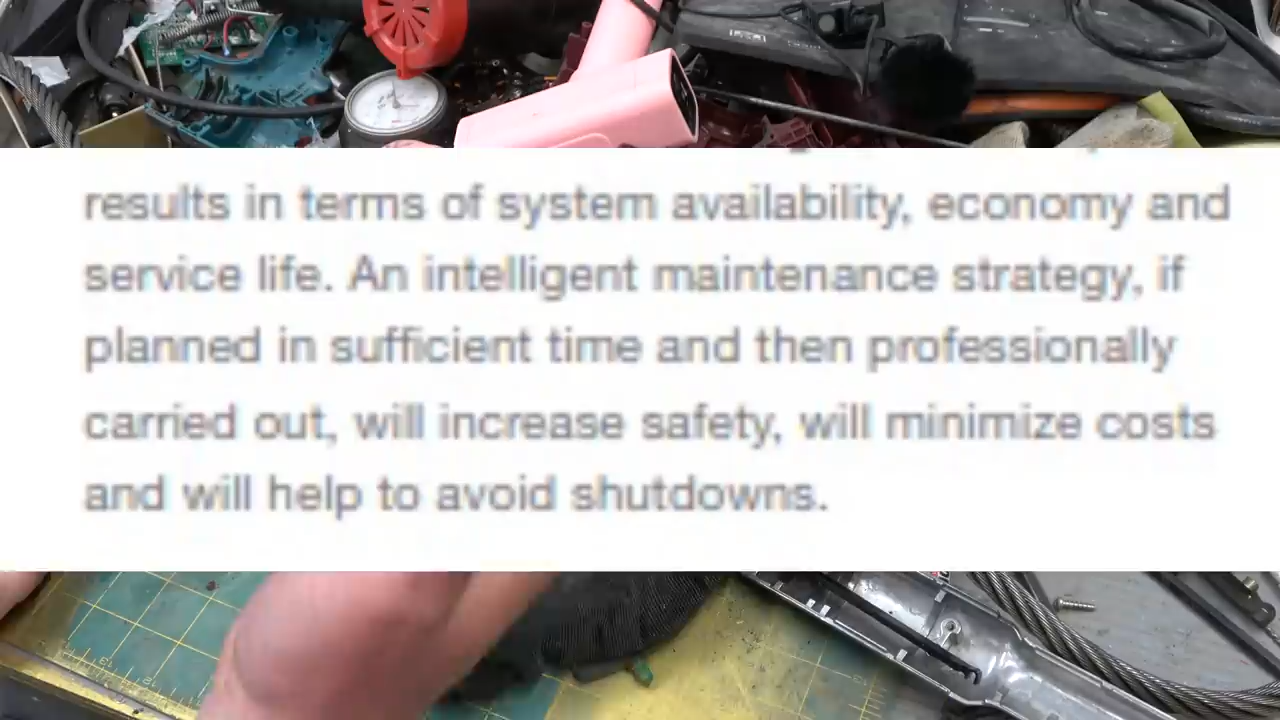 results in terms of system availability, economy and
service life. An intelligent maintenance strategy, if
planned in sufficient time and then professionally
carried out, will increase safety, will minimize costs
and will help to avoid shutdowns.